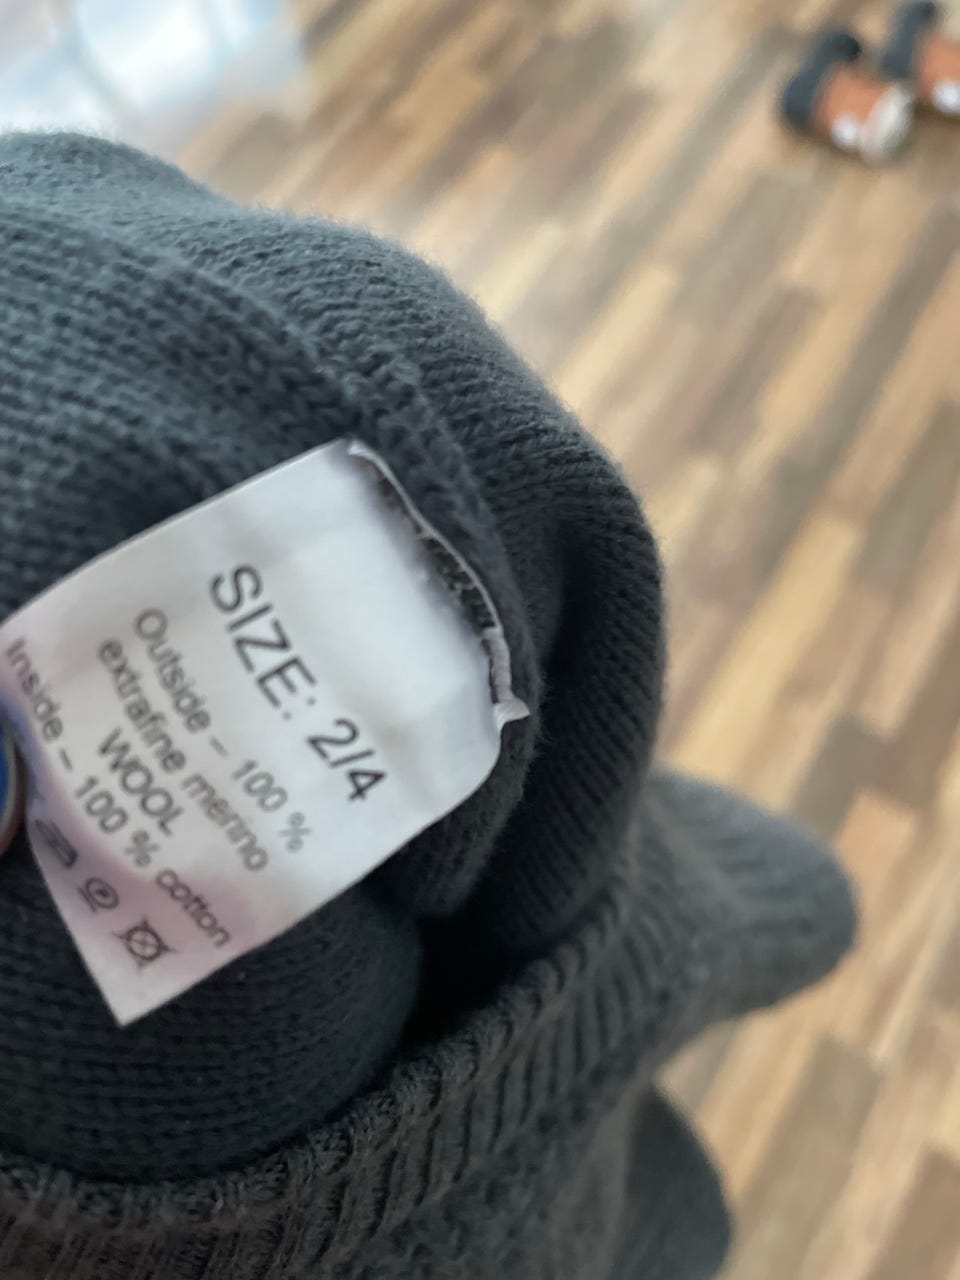 SIZE: 2/4
Outside – 100 %
extrafine merino
WOOL
Inside – 100 % cotton